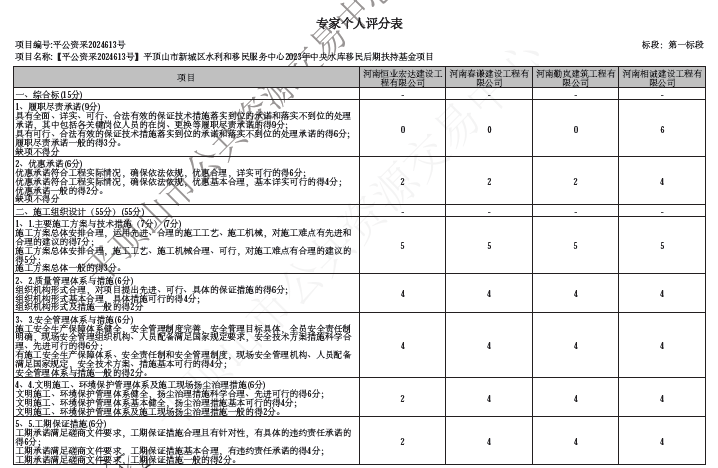 专家个人评分表
项目编号:平公资采2024613号
标段：第一标段
项目名称:【平公资采2024613号】平顶山市新城区水利和移民服务中心2023年中央水库移民后期扶持基金项目
项目 河南恒业宏达建设工程有限公司 河南春谦建设工程有限公司 河南勤岚建筑工程有限公司 河南相诚建设工程有限公司
一、综合标(15分) - - - -
1、履职尽责承诺(9分)
具有全面、详实、可行、合法有效的保证技术措施落实到位的承诺和落实不到位的处理
承诺，其中包括各关键岗位人员的在岗、更换等履职尽责承诺的得9分；
具有可行、合法有效的保证技术措施落实到位的承诺和落实不到位的处理承诺的得6分；
履职尽责承诺一般的得3分。
缺项不得分
0 0 0 6
2、优惠承诺(6分)
优惠承诺符合工程实际情况，确保依法依规，优惠合理，详实可行的得6分；
优惠承诺符合工程实际情况，确保依法依规，优惠基本合理，基本详实可行的得4分；
优惠承诺一般的得2分。
缺项不得分
2 2 2 4
二、施工组织设计（55分）(55分) - - - -
1、1.主要施工方案与技术措施（7分）(7分)
施工方案总体安排合理，运用先进、合理的施工工艺、施工机械，对施工难点有先进和
合理的建议的得7分；
施工方案总体安排合理，施工工艺、施工机械合理、可行，对施工难点有合理的建议的
得5分；
施工方案总体一般的得3分。
5 5 5 5
2、2.质量管理体系与措施(6分)
组织机构形式合理，对项目提出先进、可行、具体的保证措施的得6分；
组织机构形式基本合理，具体措施可行的得4分；
组织机构形式及措施一般的得2分
4 4 4 4
3、3.安全管理体系与措施(6分)
施工安全生产保障体系健全，安全管理制度完善，安全管理目标具体，全员安全责任制
明确，现场安全管理组织机构、人员配备满足国家规定要求，安全技术方案措施科学合
理、先进可行的得6分；
有施工安全生产保障体系、安全责任制和安全管理制度，现场安全管理机构、人员配备
满足国家规定，安全技术方案、措施基本可行的得4分；
安全管理体系与措施一般的得2分。
4 4 4 4
4、4.文明施工、环境保护管理体系及施工现场扬尘治理措施(6分)
文明施工、环境保护管理体系健全，扬尘治理措施科学合理、先进可行的得6分；
文明施工、环境保护管理体系基本健全，扬尘治理措施基本可行的得4分；
文明施工、环境保护管理体系及施工现场扬尘治理措施一般的得2分。
2 4 4 4
5、5.工期保证措施(6分)
工期承诺满足磋商文件要求，工期保证措施合理且有针对性，有具体的违约责任承诺的
得6分；
工期承诺满足磋商文件要求，工期保证措施基本合理，有违约责任承诺的得4分；
工期承诺满足磋商文件要求，工期保证措施一般的得2分。
2 4 4 4
平顶山市公共资源交易中心